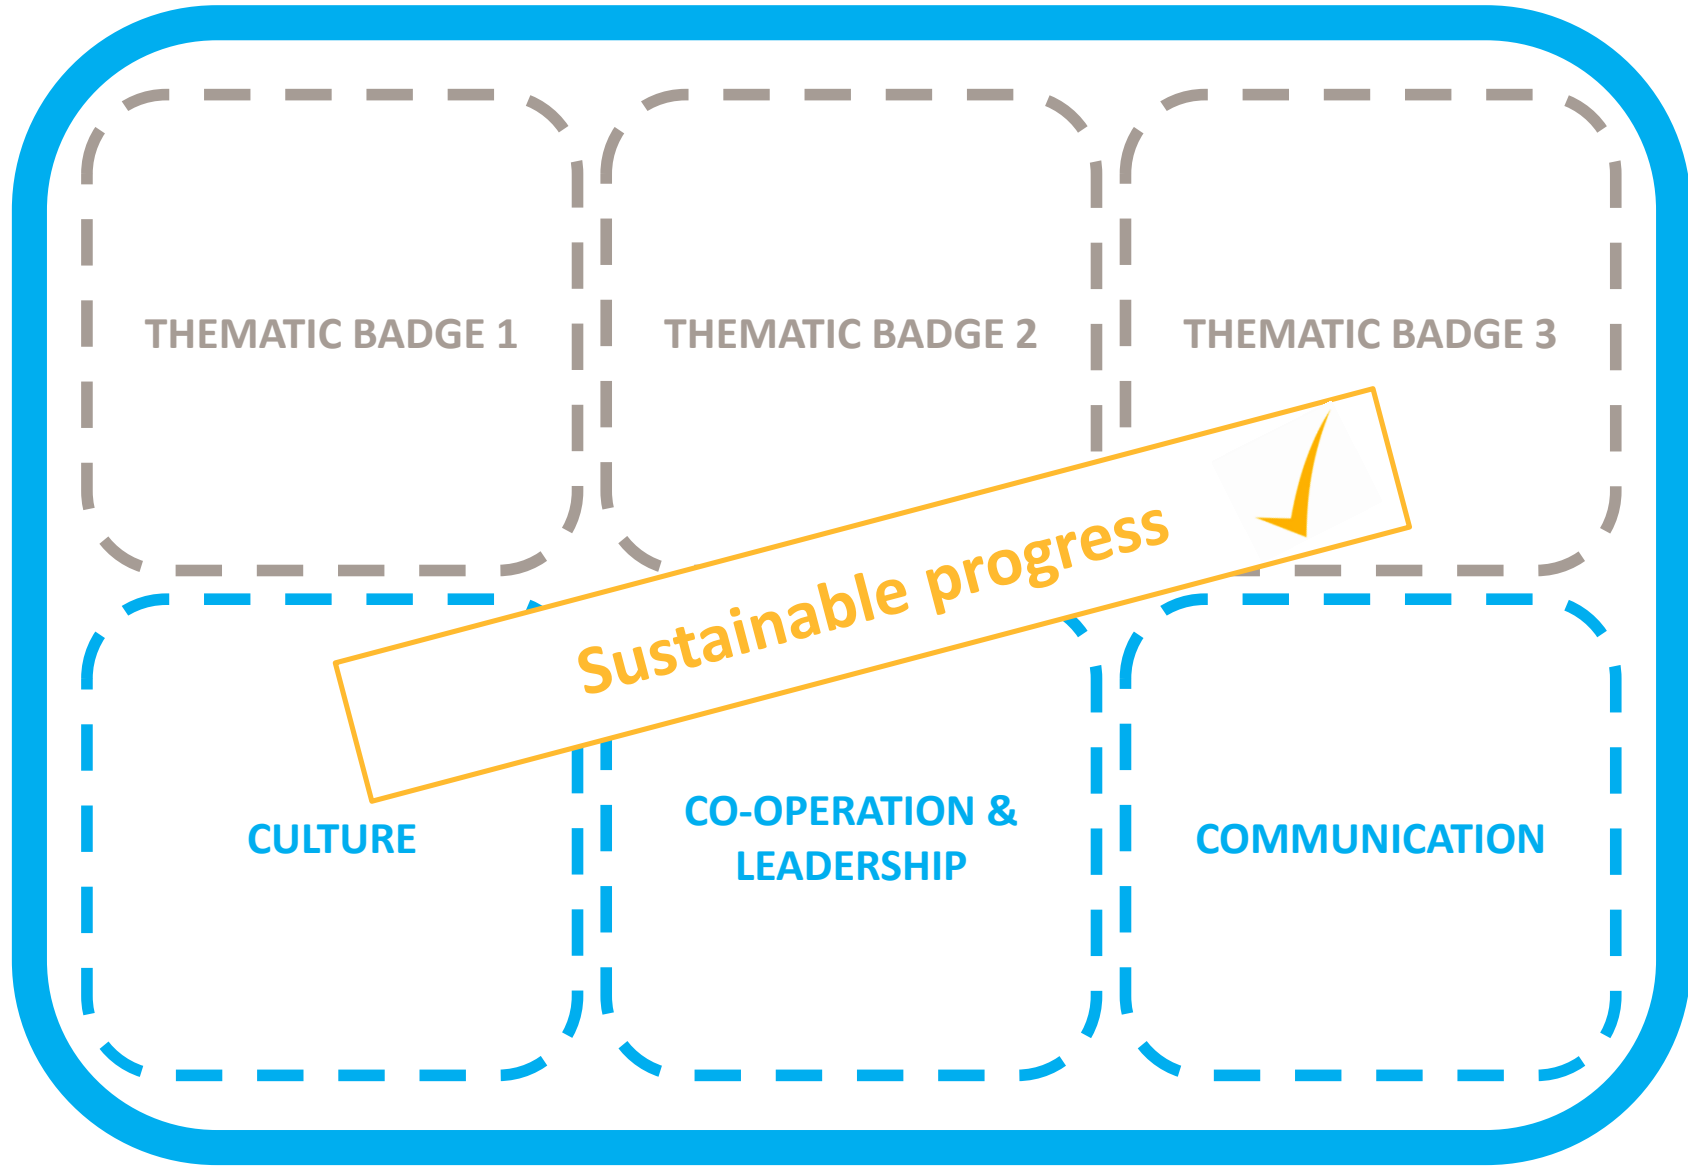 THEMATIC BADGE 1
THEMATIC BADGE 2
THEMATIC BADGE 3
Sustainable progress
CULTURE
CO-OPERATION &
LEADERSHIP
COMMUNICATION